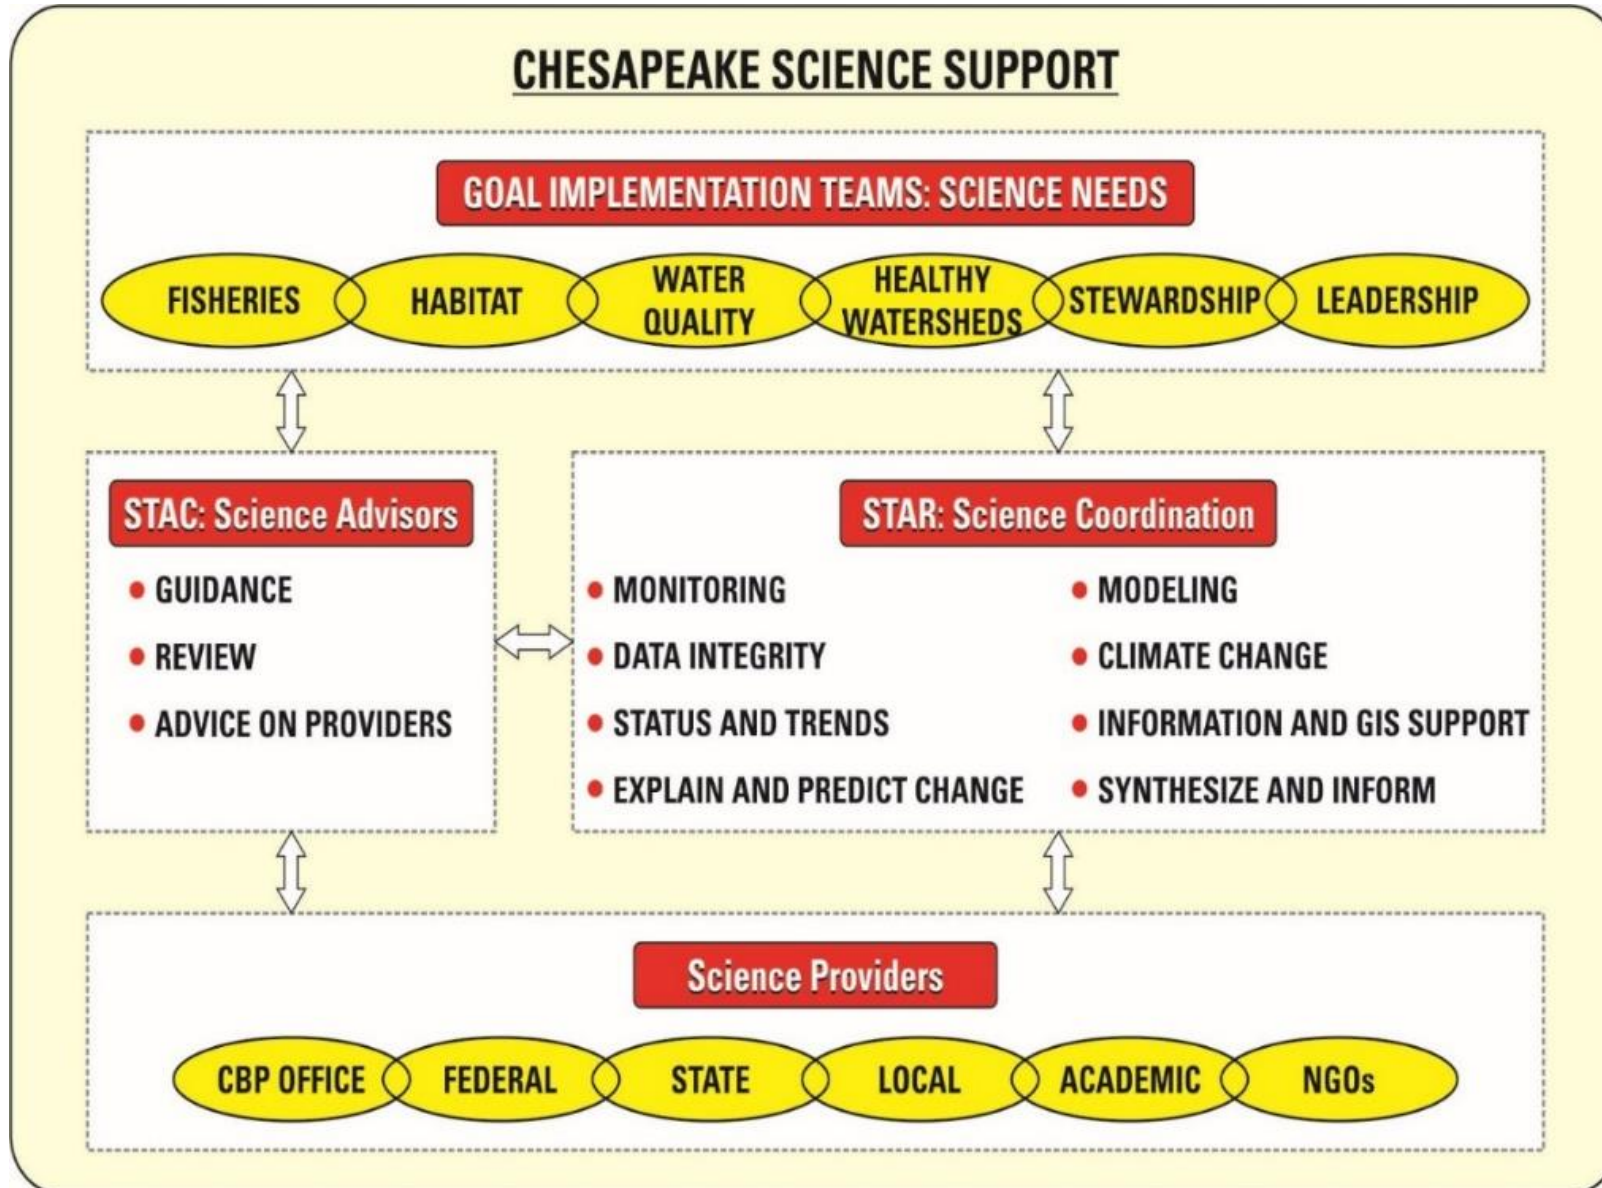 CHESAPEAKE SCIENCE SUPPORT
GOAL IMPLEMENTATION TEAMS: SCIENCE NEEDS
FISHERIES
HABITAT
WATER
QUALITY
HEALTHY
WATERSHEDS
STEWARDSHIP
LEADERSHIP
STAC: Science Advisors
• GUIDANCE
• REVIEW
• ADVICE ON PROVIDERS
STAR: Science Coordination
• MONITORING
• DATA INTEGRITY
• STATUS AND TRENDS
• EXPLAIN AND PREDICT CHANGE
• MODELING
• CLIMATE CHANGE
• INFORMATION AND GIS SUPPORT
• SYNTHESIZE AND INFORM
Science Providers
CBP OFFICE
FEDERAL
STATE
LOCAL
ACADEMIC
NGOs